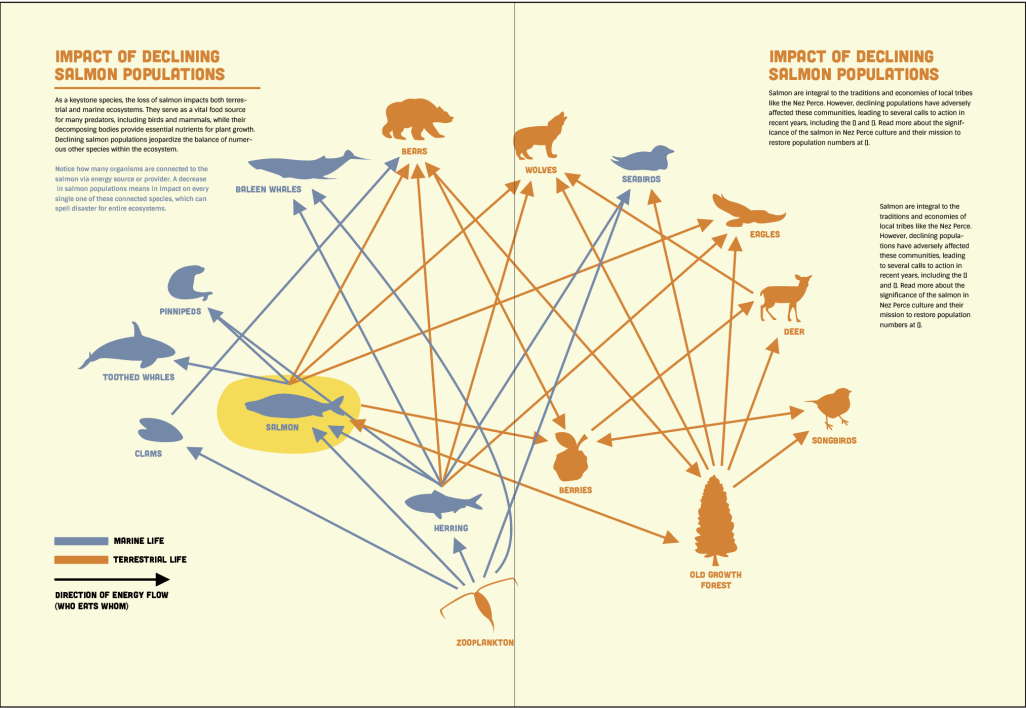 IMPACT OF DECLINING
SALMON POPULATIONS
As a keystone species, the loss of salmon impacts both terres-
trial and marine ecosystems. They serve as a vital food source
for many predators, including birds and mammals, while their
decomposing bodies provide essential nutrients for plant growth.
Declining salmon populations jeopardize the balance of numer-
ous other species within the ecosystem.
Notice how many organisms are connected to the
salmon via energy source or provider. A decrease
in salmon populations means in impact on every
single one of these connected species, which can
spell disaster for entire ecosystems.
IMPACT OF DECLINING
SALMON POPULATIONS
Salmon are integral to the traditions and economies of local tribes
like the Nez Perce. However, declining populations have adversely
affected these communities, leading to several calls to action in
recent years, including the [] and []. Read more about the signif-
icance of the salmon in Nez Perce culture and their mission to
restore population numbers at [].
Salmon are integral to the
traditions and economies of
local tribes like the Nez Perce.
However, declining popula-
tions have adversely affected
these communities, leading
to several calls to action in
recent years, including the []
and []. Read more about the
significance of the salmon in
Nez Perce culture and their
mission to restore population
numbers at [].
BEARS
WOLVES
SEABIRDS
BALEEN WHALES
EAGLES
PINNIPEDS
DEER
TOOTHED WHALES
SALMON
SONGBIRDS
CLAMS
BERRIES
HERRING
OLD GROWTH
FOREST
ZOOPLANKTON
MARINE LIFE
TERRESTRIAL LIFE
DIRECTION OF ENERGY FLOW
(WHO EATS WHOM)